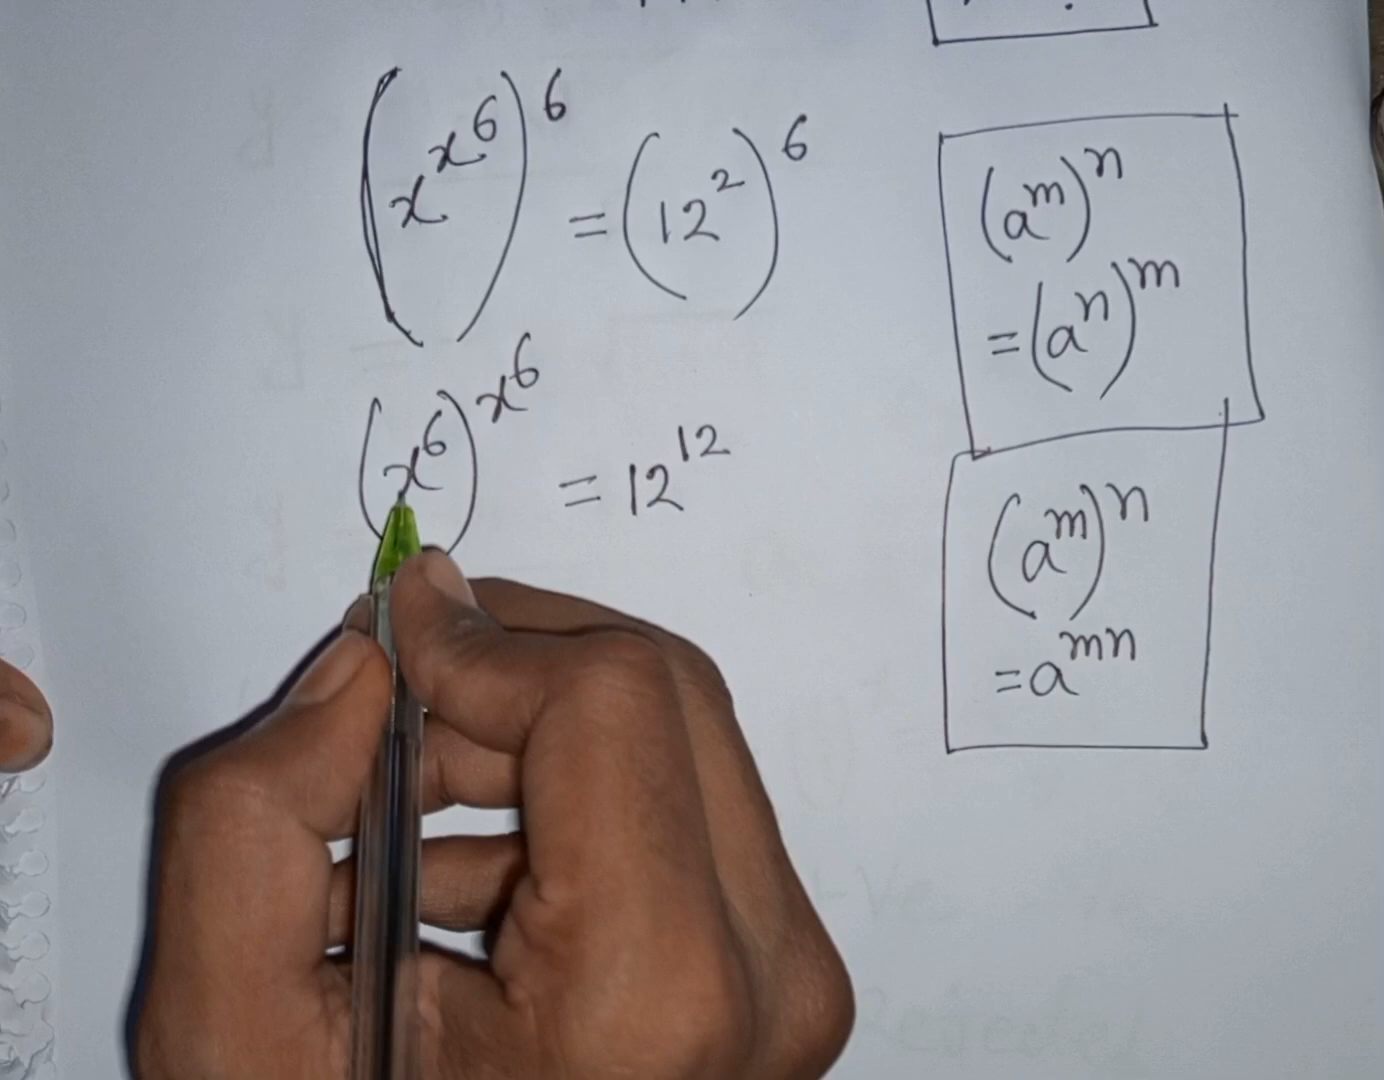 (x^{x^6})^6 = (12^2)^6
(x^6)^{x^6} = 12^{12}
(a^m)^n
= (a^n)^m
(a^m)^n
= a^{mn}